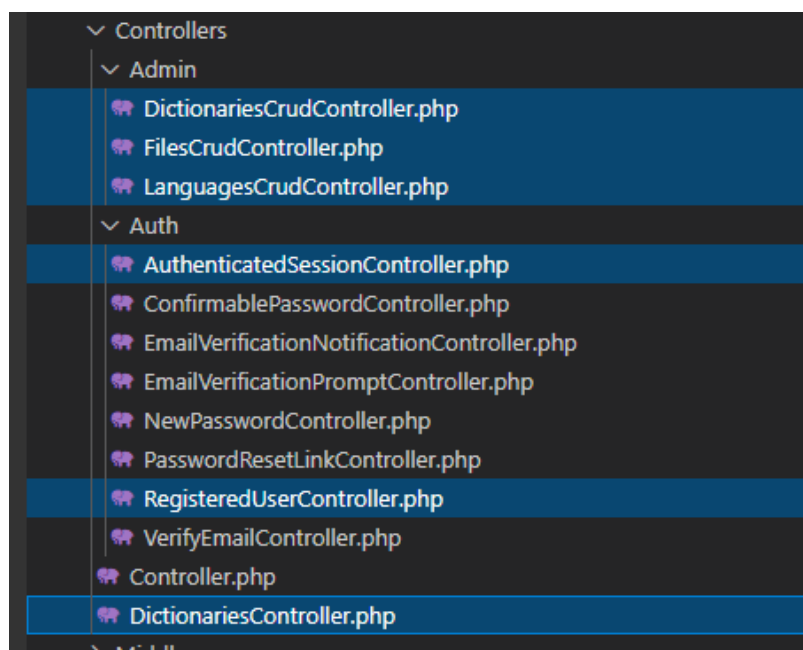 Controllers
Admin
DictionariesCrudController.php
FilesCrudController.php
LanguagesCrudController.php
Auth
AuthenticatedSessionController.php
ConfirmablePasswordController.php
EmailVerificationNotificationController.php
EmailVerificationPromptController.php
NewPasswordController.php
PasswordResetLinkController.php
RegisteredUserController.php
VerifyEmailController.php
Controller.php
DictionariesController.php